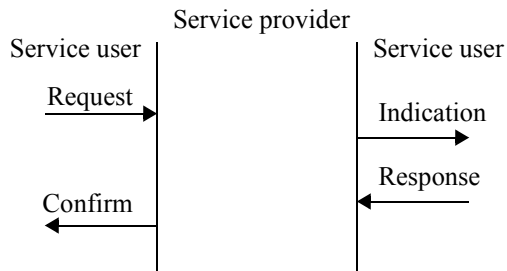 Service provider
Service user
Service user
Request
Indication
Response
Confirm